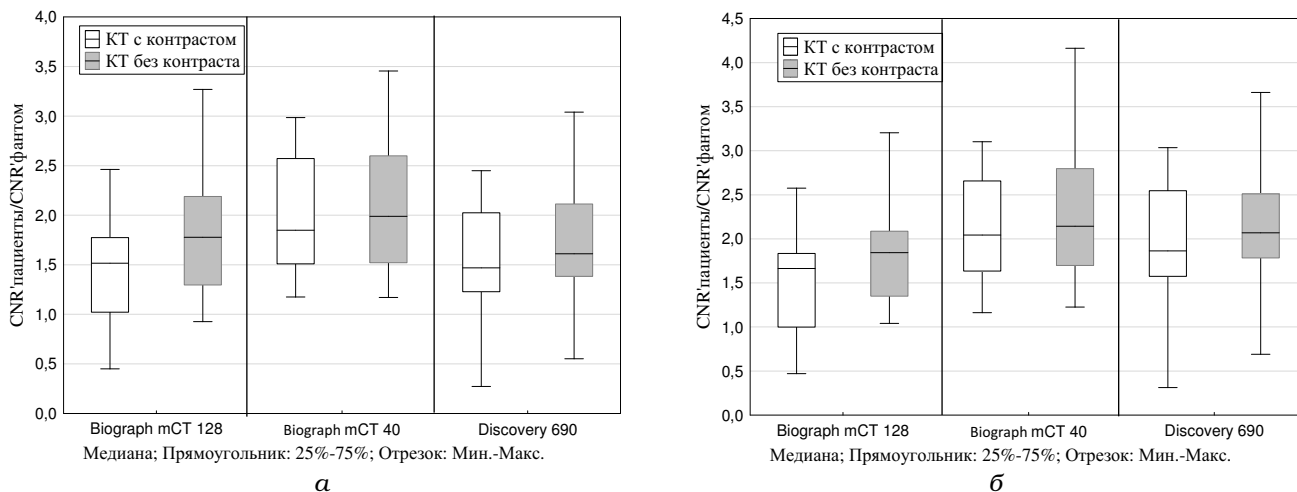 4,0
3,5
3,0
2,5
2,0
1,5
1,0
0,5
0,0
CNR'пациенты/CNR'фантом
КТ с контрастом
КТ без контраста
Biograph mCT 128
Biograph mCT 40
Discovery 690
Медиана; Прямоугольник: 25%-75%; Отрезок: Мин.-Макс.
а
4,5
4,0
3,5
3,0
2,5
2,0
1,5
1,0
0,5
0,0
CNR'пациенты/CNR'фантом
КТ с контрастом
КТ без контраста
Biograph mCT 128
Biograph mCT 40
Discovery 690
Медиана; Прямоугольник: 25%-75%; Отрезок: Мин.-Макс.
б